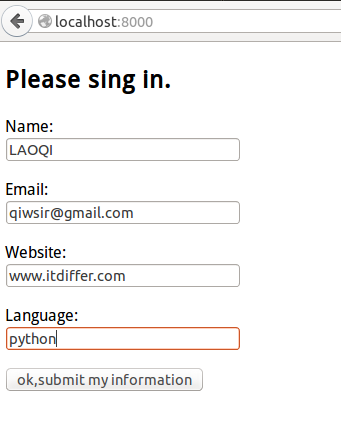 localhost:8000
Please sing in.
Name:
LAOQI
Email:
qiwsir@gmail.com
Website:
www.itdiffer.com
Language:
python
ok,submit my information